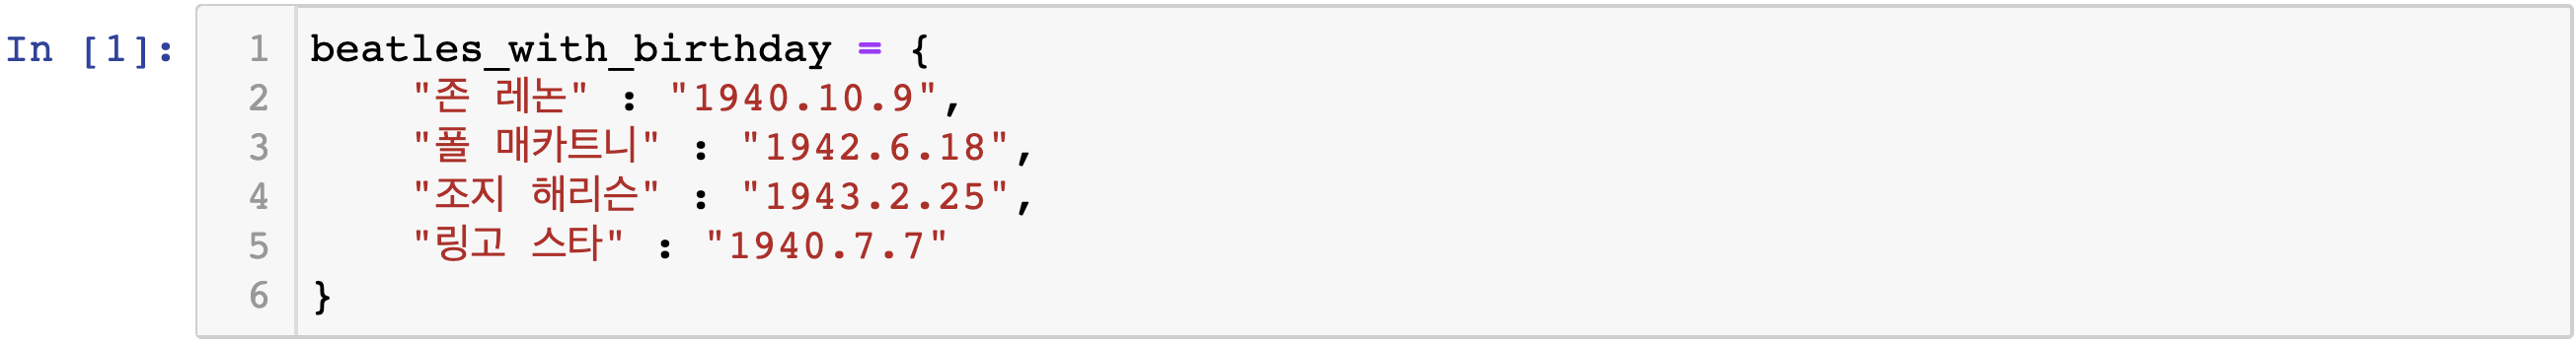 In [1]:
1 beatles_with_birthday = {
2     "존 레논" : "1940.10.9",
3     "폴 매카트니" : "1942.6.18",
4     "조지 해리슨" : "1943.2.25",
5     "링고 스타" : "1940.7.7"
6 }